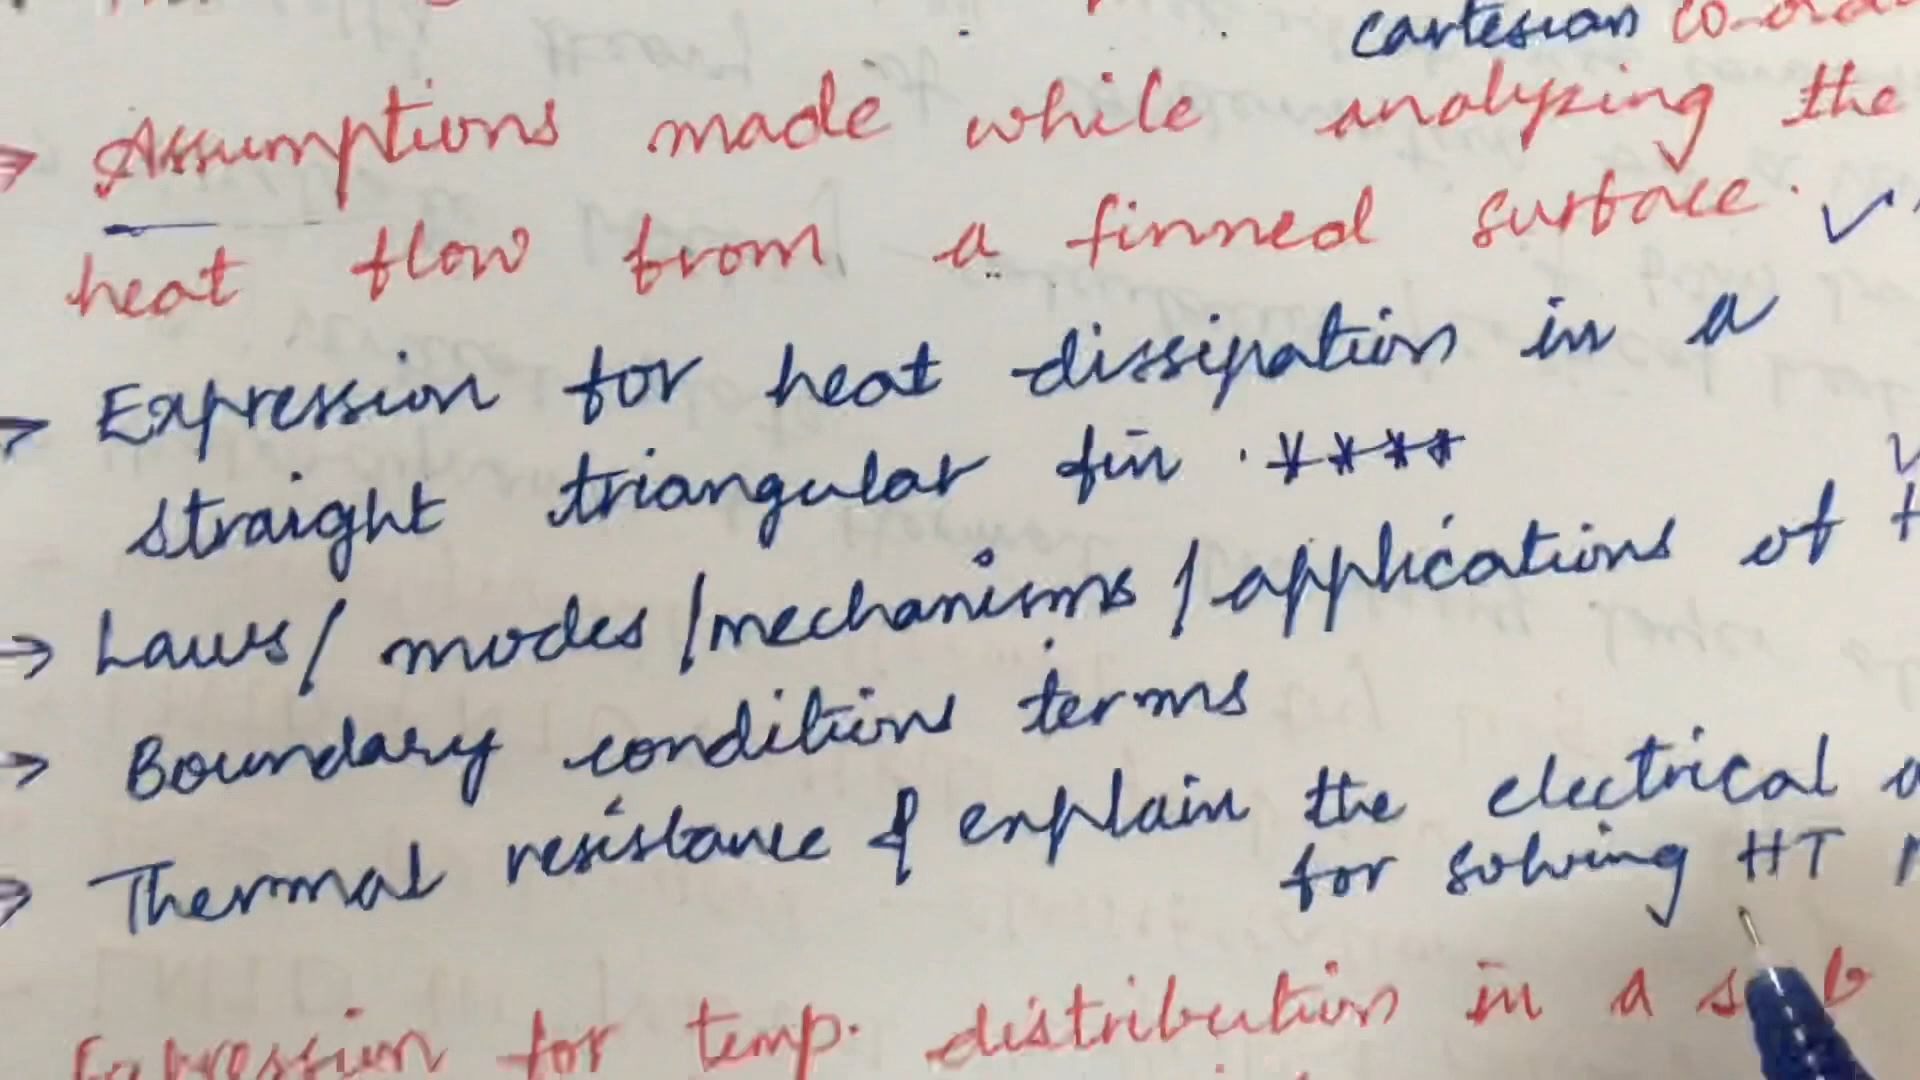 cartesian
→ Assumptions made while analyzing the
heat flow from a finned surface.
→ Expression for heat dissipation in a
straight triangular fin. ****
→ Laws/ modes/mechanisms/applications of
→ Boundary conditions terms
→ Thermal resistance & explain the electrical
for solving HT
Expression for temp. distribution in a